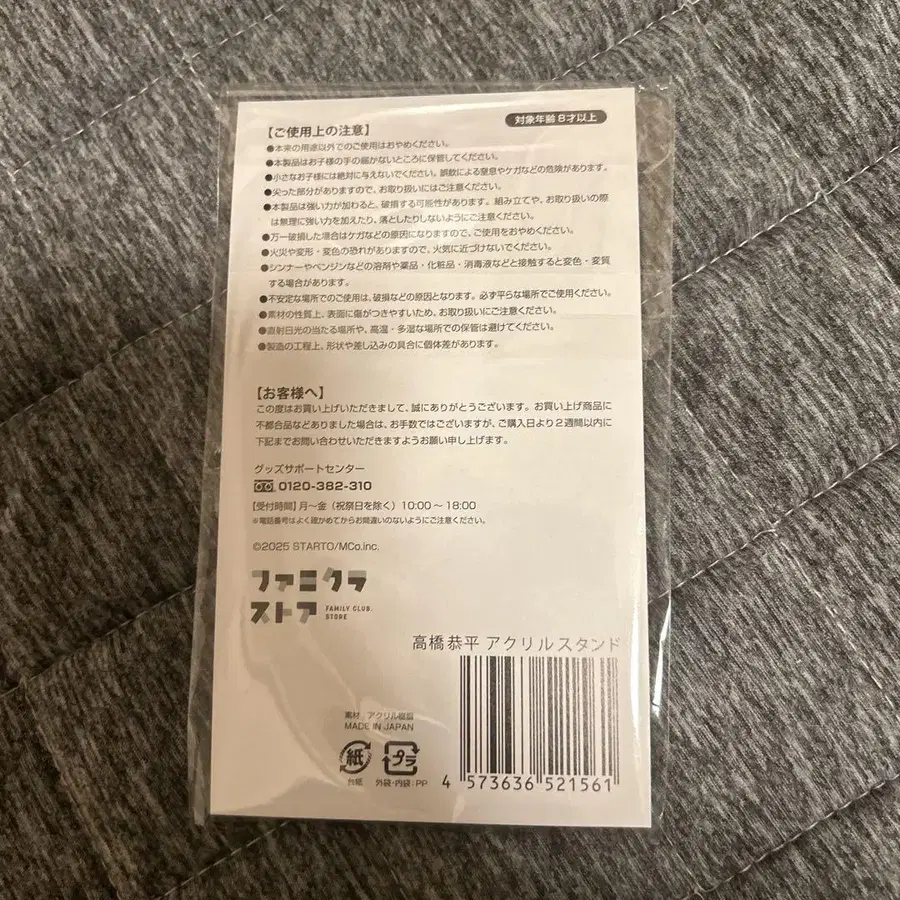 対象年齢 8才以上
【ご使用上の注意】
●本来の用途以外でのご使用はおやめください。
●本製品はお子様の手の届かないところに保管してください。
●小さなお子様には絶対に与えないでください。誤飲による窒息やケガなどの危険があります。
●尖った部分がありますので、お取り扱いにはご注意ください。
●本製品は強い力が加わると、破損する可能性があります。組み立てや、お取り扱いの際
は無理に強い力を加えたり、落としたりしないようにご注意ください。
●万一破損した場合はケガなどの原因になりますので、ご使用をおやめください。
●火災や変形・変色の恐れがありますので、火気に近づけないでください。
●シンナーやベンジンなどの溶剤や薬品・化粧品・消毒液などと接触すると変色・変質
する場合があります。
●不安定な場所でのご使用は、破損などの原因となります。必ず平らな場所でご使用ください。
●素材の性質上、表面に傷がつきやすいため、お取り扱いにご注意ください。
●直射日光の当たる場所や、高温・多湿な場所での保管は避けてください。
●製造の工程上、形状や差し込みの具合に個体差があります。
【お客様へ】
この度はお買い上げいただきまして、誠にありがとうございます。お買い上げ商品に
不都合品などありました場合は、お手数ではございますが、ご購入日より2週間以内に
下記までお問い合わせいただきますようお願い申し上げます。
グッズサポートセンター
0120-382-310
【受付時間】月〜金（祝祭日を除く）10:00〜18:00
※電話番号はよく確かめてからお間違いのないようにご注意ください。
©2025 STARTO/MCo.inc.
ファミクラ
ストア FAMILY CLUB
STORE
高橋恭平 アクリルスタンド
素材：アクリル樹脂
MADE IN JAPAN
紙 プラ
台紙 外袋・内袋：PP
4 573636 521561